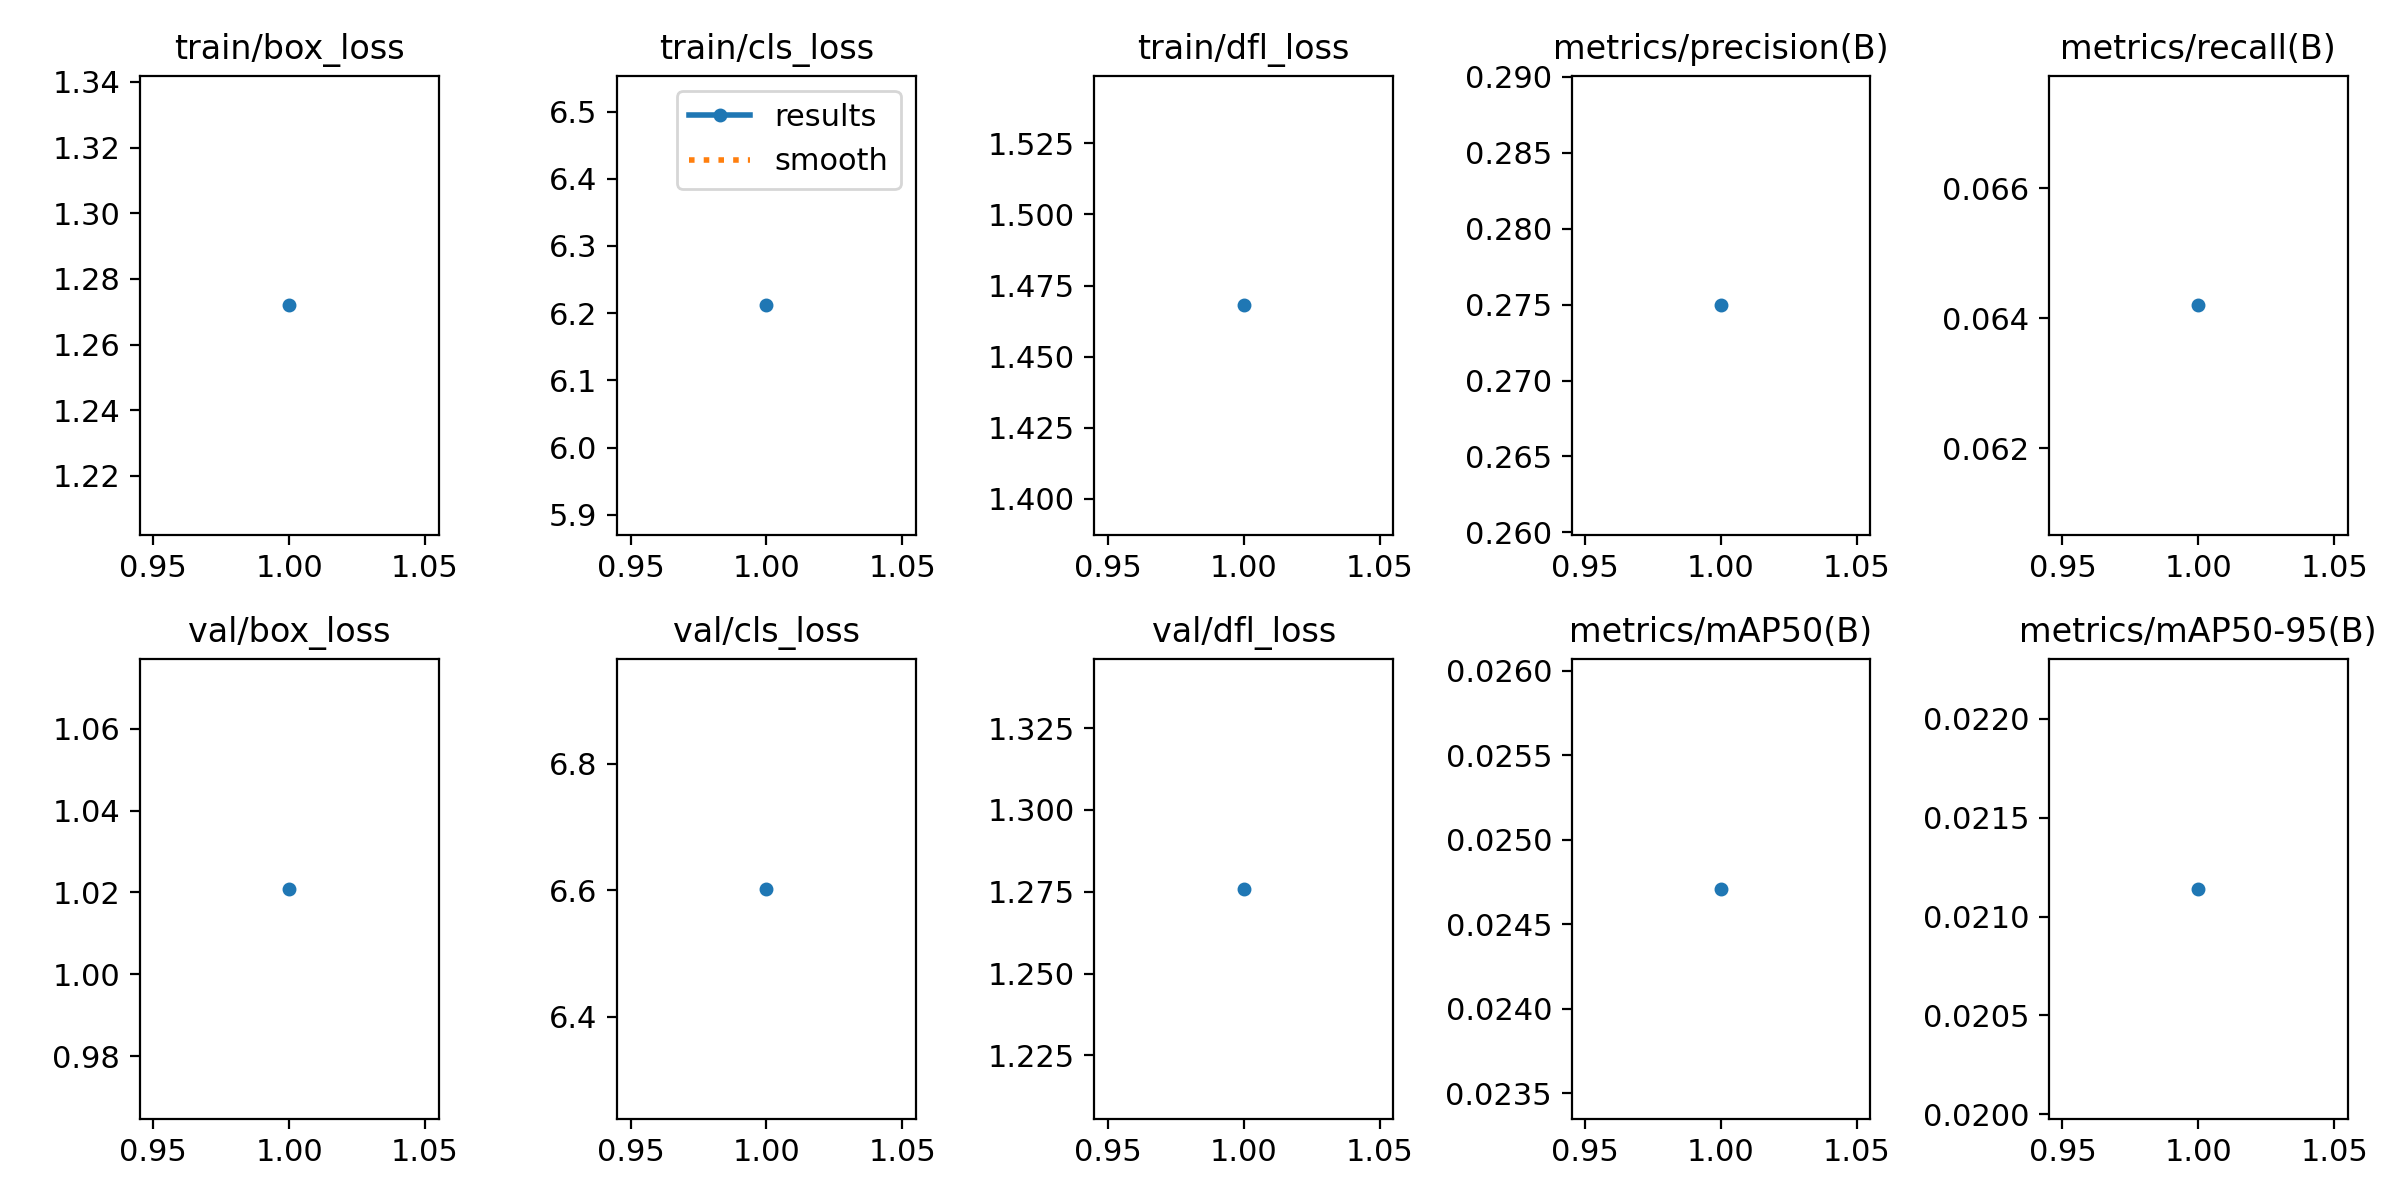 train/box_loss
1.34
1.32
1.30
1.28
1.26
1.24
1.22
0.95 1.00 1.05
train/cls_loss
results
smooth
6.5
6.4
6.3
6.2
6.1
6.0
5.9
0.95 1.00 1.05
train/dfl_loss
1.525
1.500
1.475
1.450
1.425
1.400
0.95 1.00 1.05
metrics/precision(B)
0.290
0.285
0.280
0.275
0.270
0.265
0.260
0.95 1.00 1.05
metrics/recall(B)
0.066
0.064
0.062
0.95 1.00 1.05
val/box_loss
1.06
1.04
1.02
1.00
0.98
0.95 1.00 1.05
val/cls_loss
6.8
6.6
6.4
0.95 1.00 1.05
val/dfl_loss
1.325
1.300
1.275
1.250
1.225
0.95 1.00 1.05
metrics/mAP50(B)
0.0260
0.0255
0.0250
0.0245
0.0240
0.0235
0.95 1.00 1.05
metrics/mAP50-95(B)
0.0220
0.0215
0.0210
0.0205
0.0200
0.95 1.00 1.05